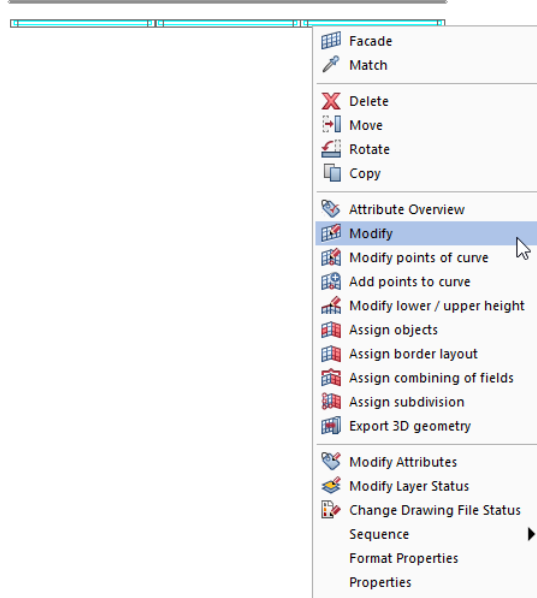 Facade
Match
Delete
Move
Rotate
Copy
Attribute Overview
Modify
Modify points of curve
Add points to curve
Modify lower / upper height
Assign objects
Assign border layout
Assign combining of fields
Assign subdivision
Export 3D geometry
Modify Attributes
Modify Layer Status
Change Drawing File Status
Sequence
Format Properties
Properties